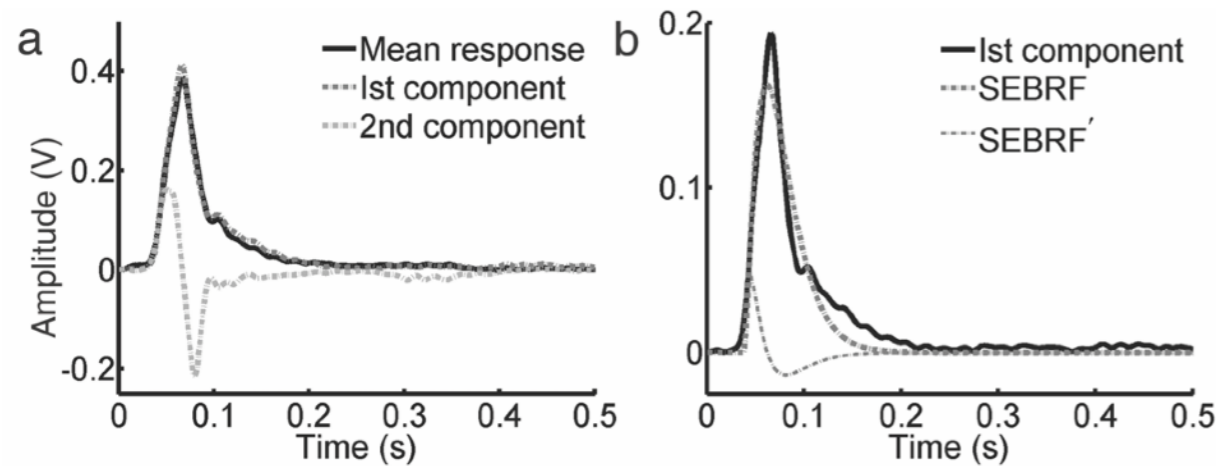 a
Mean response
Ist component
2nd component
0.4
0.2
0
-0.2
Amplitude (V)
0 0.1 0.2 0.3 0.4 0.5
Time (s)
b
Ist component
SEBRF
SEBRF′
0.2
0.1
0
0 0.1 0.2 0.3 0.4 0.5
Time (s)